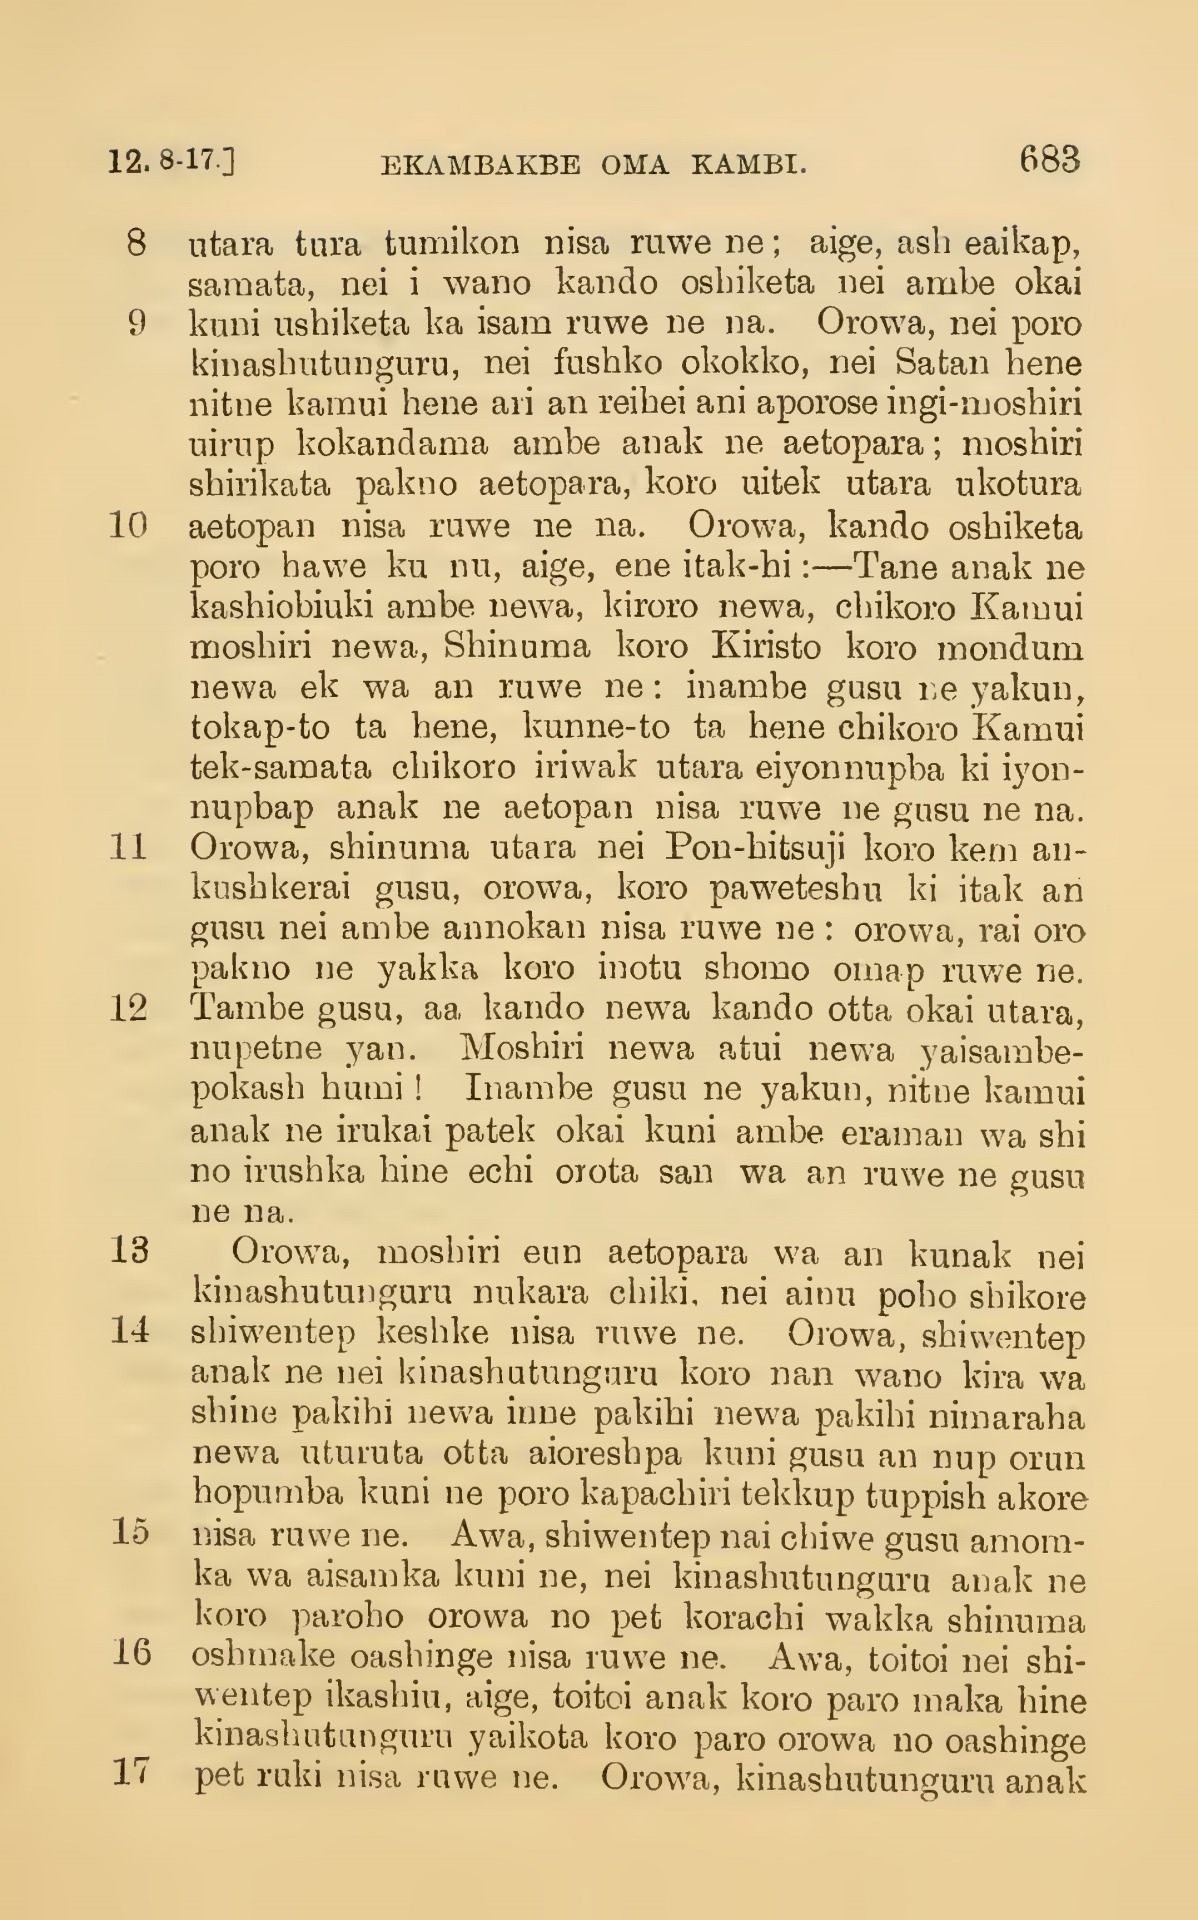 12. 8-17.] EKAMBAKBE OMA KAMBI. 683
8 utara tura tumikon nisa ruwe ne; aige, ash eaikap,
samata, nei i wano kando oshiketa nei ambe okai
9 kuni ushiketa ka isam ruwe ne na. Orowa, nei poro
kinashutunguru, nei fushko okokko, nei Satan hene
nitne kamui hene ari an reihei ani aporose ingi-moshiri
uirup kokandama ambe anak ne aetopara; moshiri
shirikata pakno aetopara, koro uitek utara ukotura
10 aetopan nisa ruwe ne na. Orowa, kando oshiketa
poro hawe ku nu, aige, ene itak-hi:—Tane anak ne
kashiobiuki ambe newa, kiroro newa, chikoro Kamui
moshiri newa, Shinuma koro Kiristo koro mondum
newa ek wa an ruwe ne: inambe gusu ne yakun,
tokap-to ta hene, kunne-to ta hene chikoro Kamui
tek-samata chikoro iriwak utara eiyonnupba ki iyon-
nupbap anak ne aetopan nisa ruwe ne gusu ne na.
11 Orowa, shinuma utara nei Pon-hitsuji koro kem an-
kushkerai gusu, orowa, koro paweteshu ki itak an
gusu nei ambe annokan nisa ruwe ne: orowa, rai oro
pakno ne yakka koro inotu shomo omap ruwe ne.
12 Tambe gusu, aa kando newa kando otta okai utara,
nupetne yan. Moshiri newa atui newa yaisambe-
pokash humi! Inambe gusu ne yakun, nitne kamui
anak ne irukai patek okai kuni ambe eraman wa shi
no irushka hine echi orota san wa an ruwe ne gusu
ne na.
13 Orowa, moshiri eun aetopara wa an kunak nei
kinashutunguru nukara chiki, nei ainu poho shikore
14 shiwentep keshke nisa ruwe ne. Orowa, shiwentep
anak ne nei kinashutunguru koro nan wano kira wa
shine pakihi newa inne pakihi newa pakihi nimaraha
newa uturuta otta aioreshpa kuni gusu an nup orun
hopumba kuni ne poro kapachiri tekkup tuppish akore
15 nisa ruwe ne. Awa, shiwentep nai chiwe gusu amom-
ka wa aisamka kuni ne, nei kinashutunguru anak ne
koro paroho orowa no pet korachi wakka shinuma
16 oshmake oashinge nisa ruwe ne. Awa, toitoi nei shi-
wentep ikashiu, aige, toitoi anak koro paro maka hine
kinashutunguru yaikota koro paro orowa no oashinge
17 pet ruki nisa ruwe ne. Orowa, kinashutunguru anak